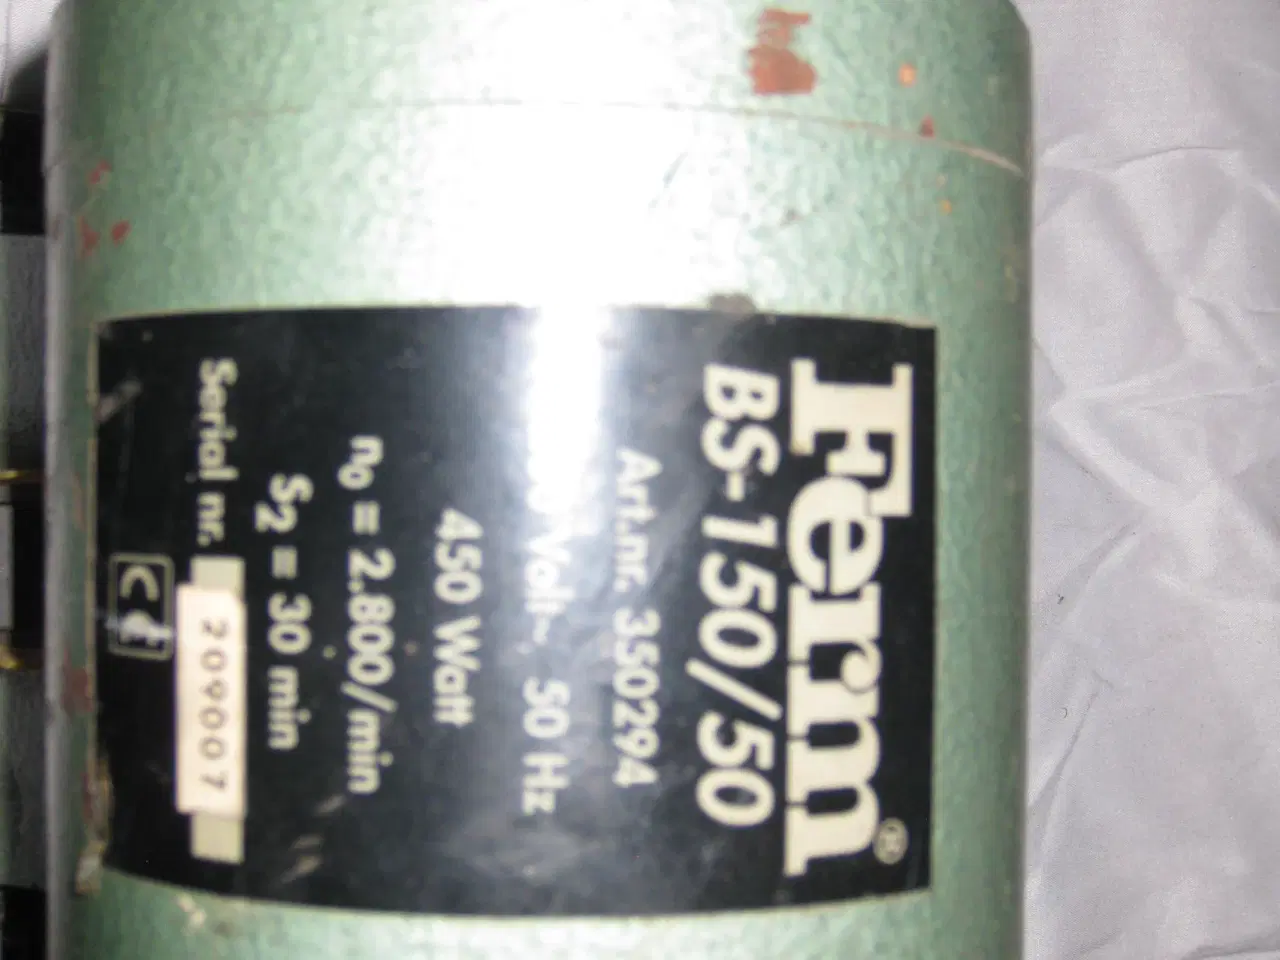 Ferm®
BS-150/50
Art.nr. 350294
Volt~ 50 Hz
450 Watt
n₀ = 2.800/min
S₂ = 30 min
Serial nr. 209007
CE